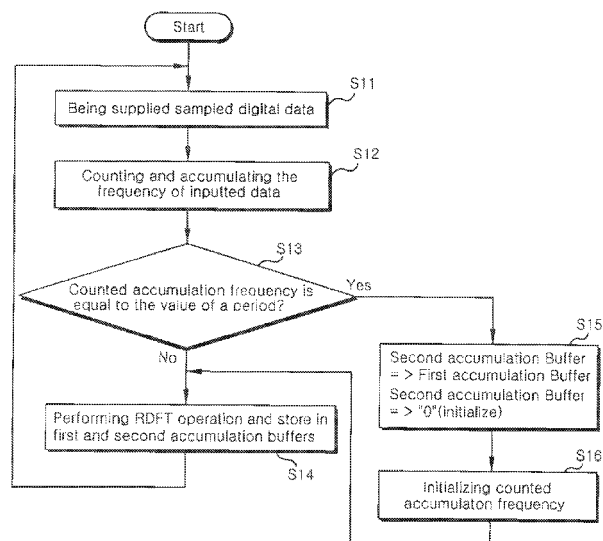 Start
S11
Being supplied sampled digital data
S12
Counting and accumulating the
frequency of inputted data
S13
Counted accumulation frequency is
equal to the value of a period?
Yes
No
S15
Second accumulation Buffer
= > First accumulation Buffer
Second accumulation Buffer
= > "0"(initialize)
Performing RDFT operation and store in
first and second accumulation buffers
S14
S16
Initializing counted
accumulaton frequency